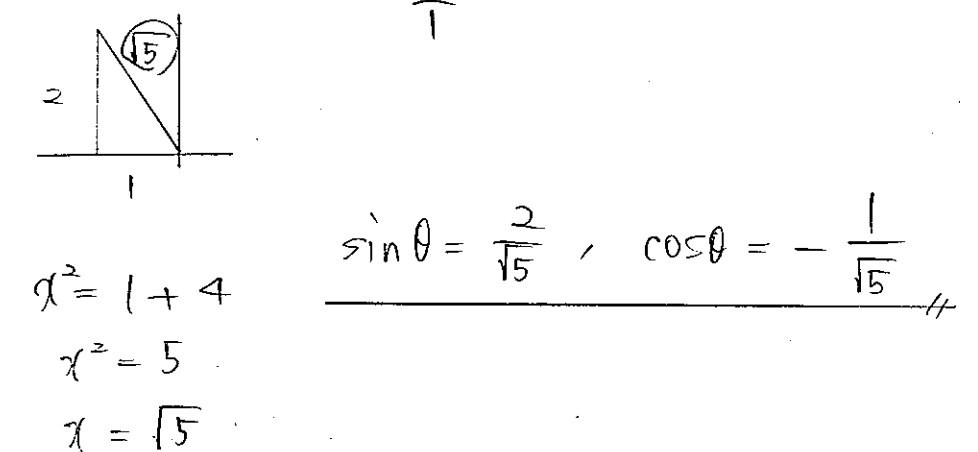 1
√5
2
1
sin θ = 2/√5 , cos θ = - 1/√5
x² = 1 + 4
x² = 5
x = √5